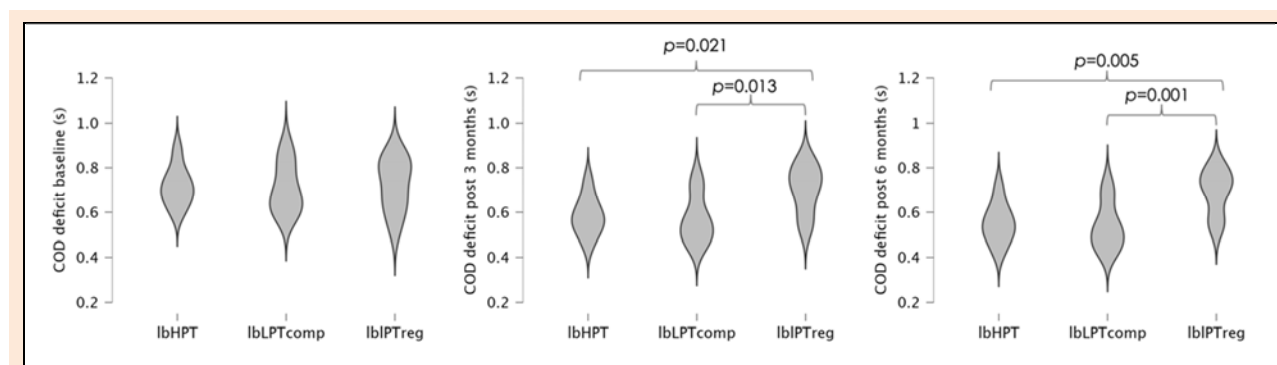 COD deficit baseline (s)
1.2
1.0
0.8
0.6
0.4
0.2
lbHPT
lbLPTcomp
lblPTreg
COD deficit post 3 months (s)
1.2
1.0
0.8
0.6
0.4
0.2
p=0.021
p=0.013
lbHPT
lbLPTcomp
lblPTreg
COD deficit post 6 months (s)
1.2
1
0.8
0.6
0.4
0.2
p=0.005
p=0.001
lbHPT
lbLPTcomp
lblPTreg